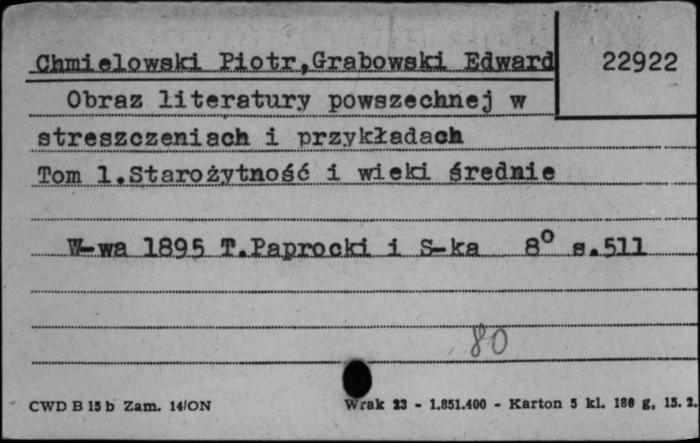 Chmielowski Piotr,Grabowski Edward
22922
Obraz literatury powszechnej w
streszczeniach i przykładach
Tom 1.Starożytność i wieki średnie
W-wa 1895 T.Paprocki i S-ka 8° s.511
80
CWD B 15 b Zam. 14/ON
Wrak 23 - 1.851.400 - Karton 5 kl. 180 g, 15. 2.